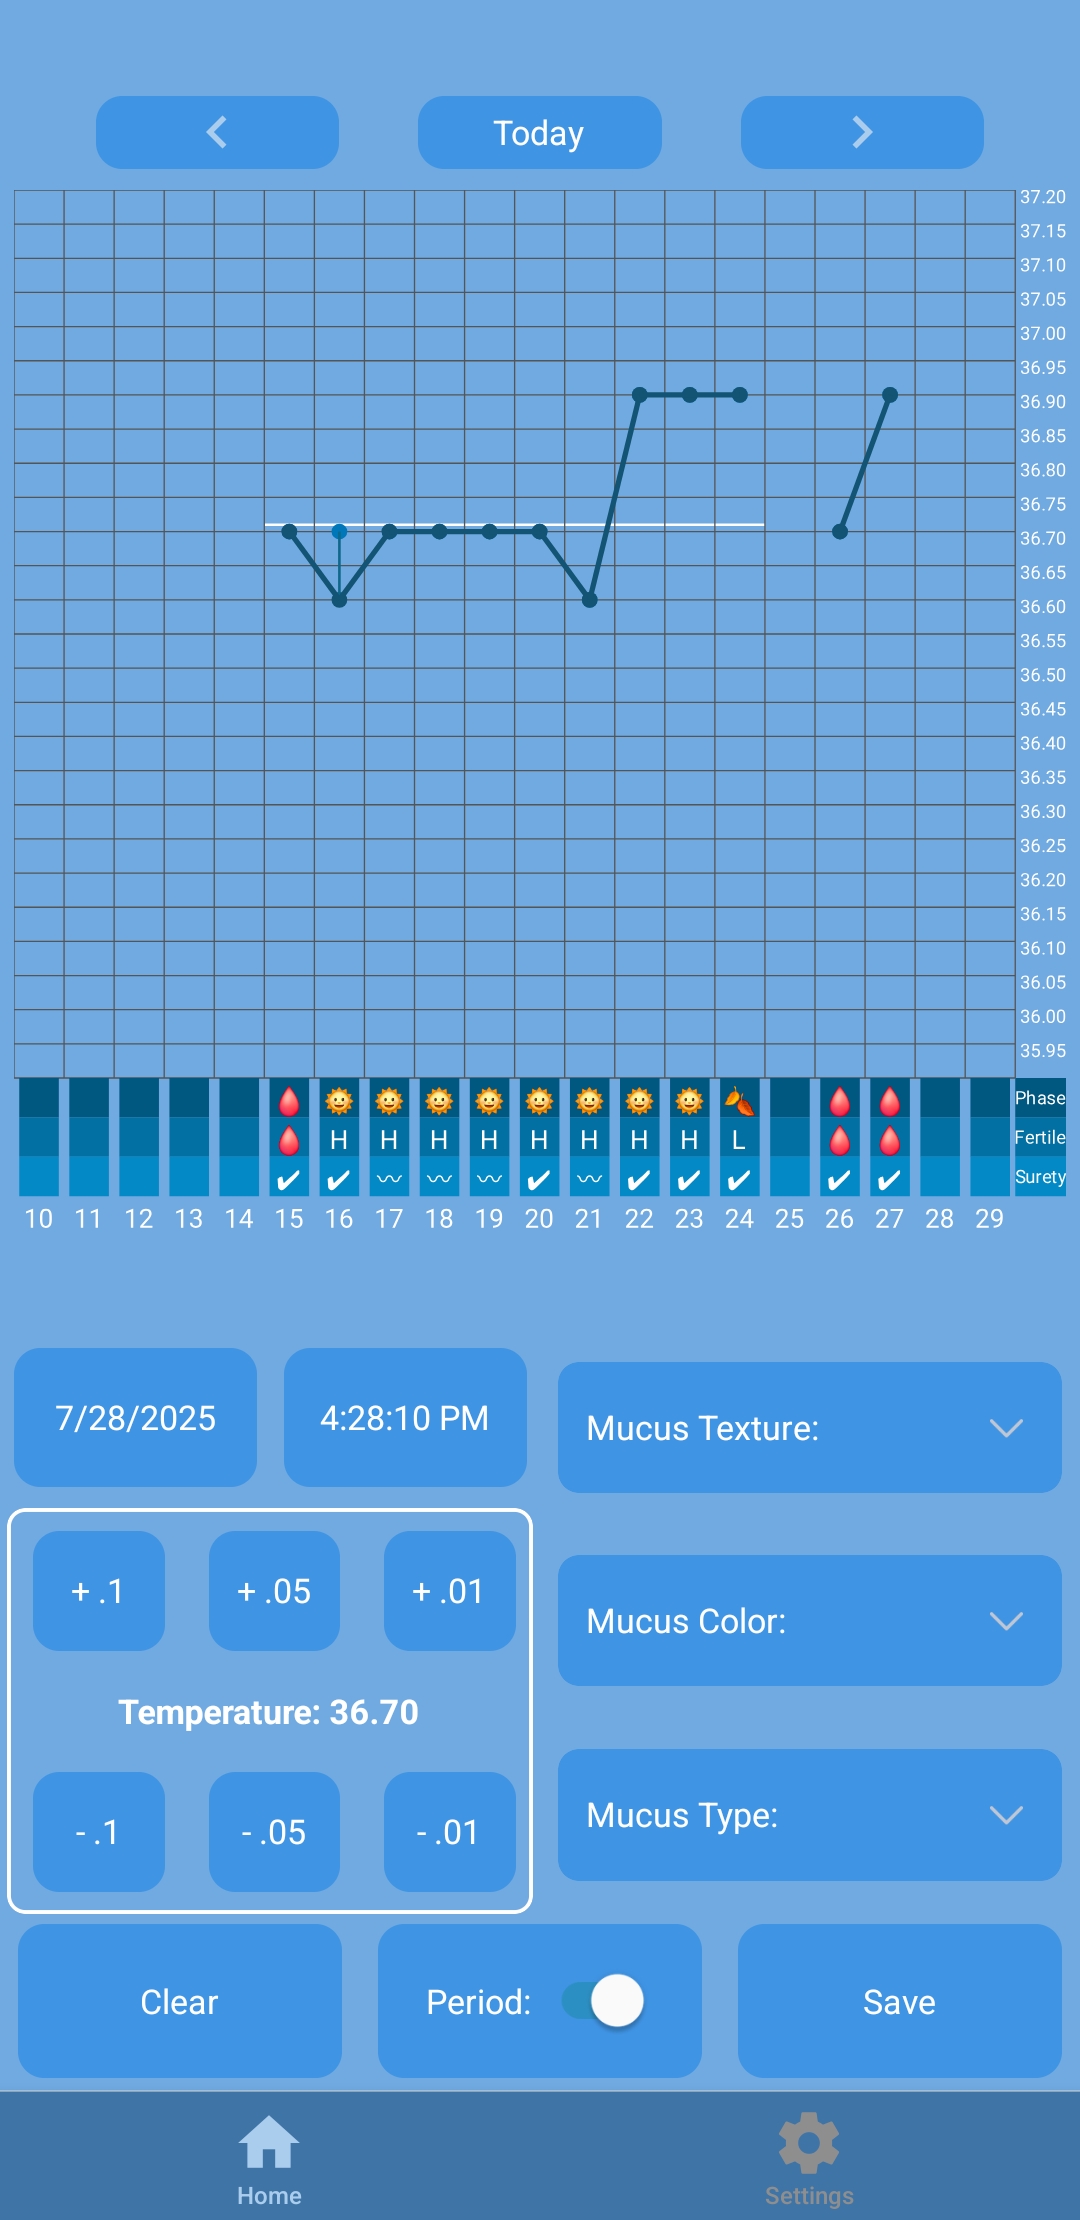 Today
37.20
37.15
37.10
37.05
37.00
36.95
36.90
36.85
36.80
36.75
36.70
36.65
36.60
36.55
36.50
36.45
36.40
36.35
36.30
36.25
36.20
36.15
36.10
36.05
36.00
35.95
Phase
H H H H H H H H L Fertile
Surety
10 11 12 13 14 15 16 17 18 19 20 21 22 23 24 25 26 27 28 29
7/28/2025 4:28:10 PM
Mucus Texture:
+ .1 + .05 + .01
Mucus Color:
Temperature: 36.70
Mucus Type:
- .1 - .05 - .01
Clear Period: Save
Home Settings